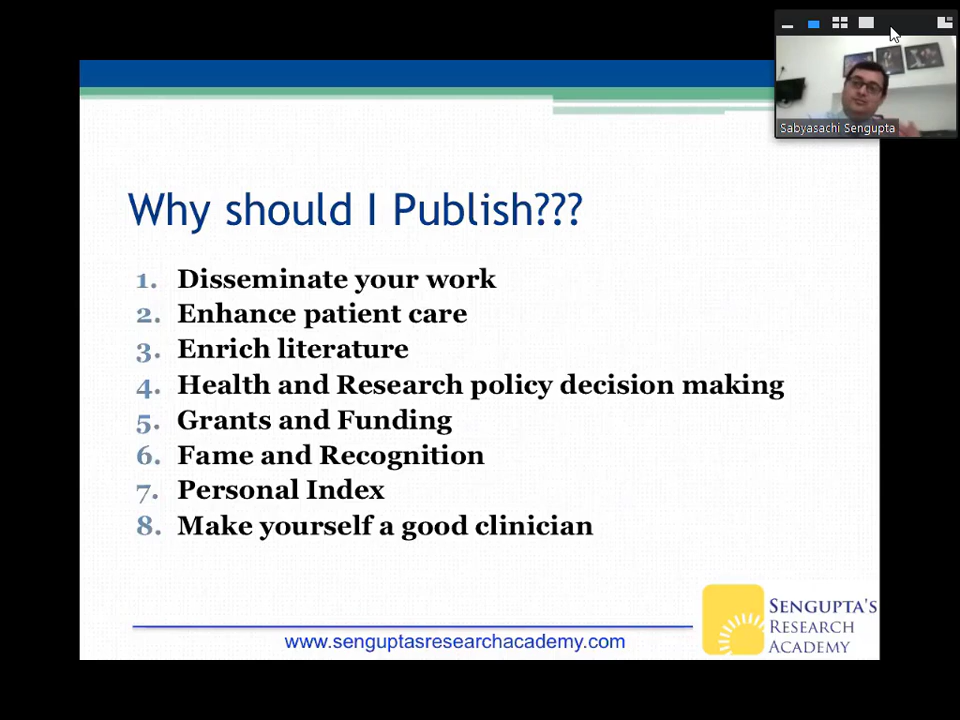 Sabyasachi Sengupta
Why should I Publish???
1. Disseminate your work
2. Enhance patient care
3. Enrich literature
4. Health and Research policy decision making
5. Grants and Funding
6. Fame and Recognition
7. Personal Index
8. Make yourself a good clinician
www.senguptasresearchacademy.com
SENGUPTA'S
RESEARCH
ACADEMY